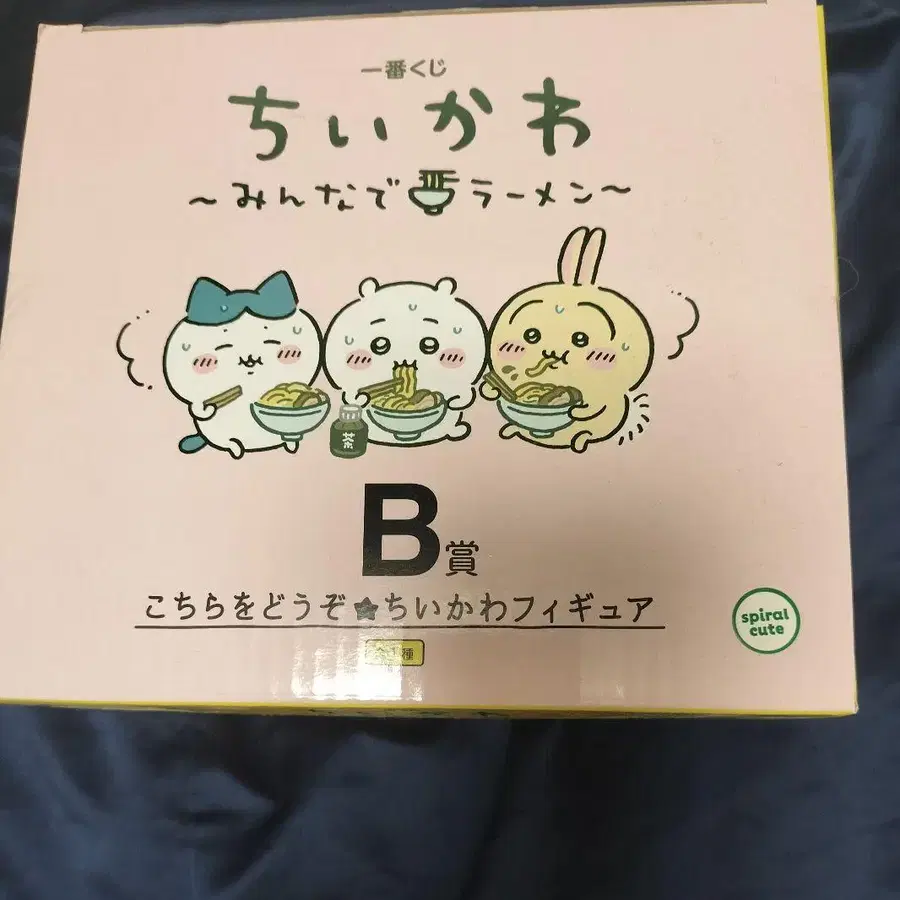 一番くじ
ちいかわ
~みんなでラーメン~
茶
B賞
こちらをどうぞ★ちいかわフィギュア
種
spiral
cute